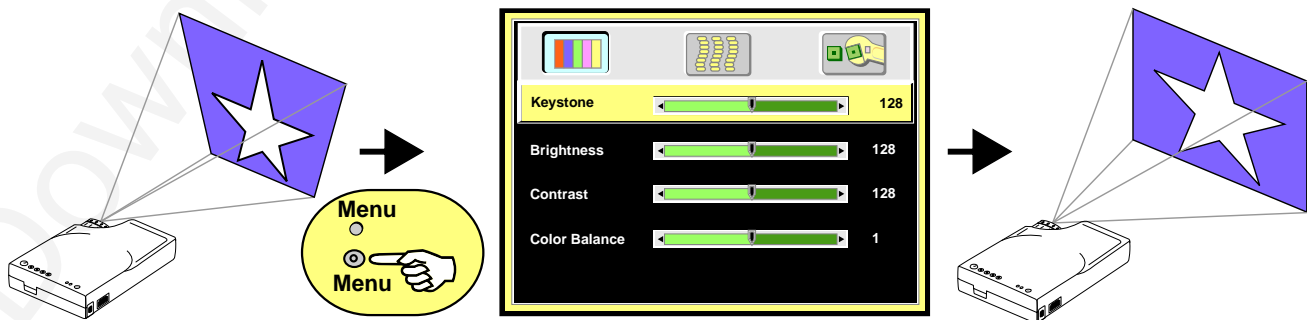 Menu
Menu
Keystone 128
Brightness 128
Contrast 128
Color Balance 1